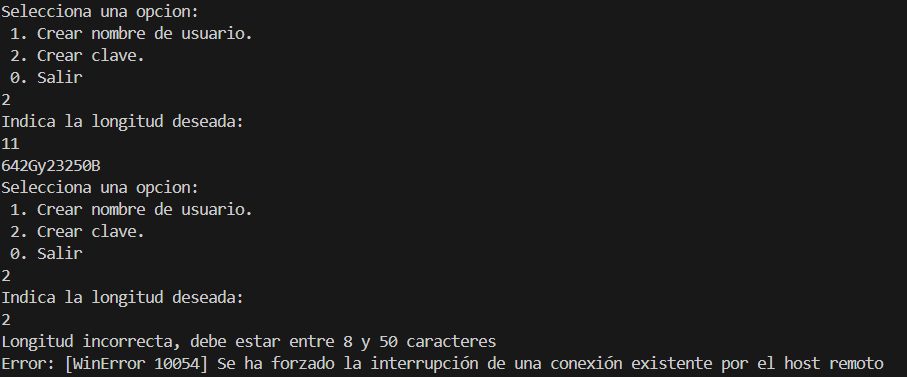 Selecciona una opcion:
1. Crear nombre de usuario.
2. Crear clave.
0. Salir
2
Indica la longitud deseada:
11
642Gy23250B
Selecciona una opcion:
1. Crear nombre de usuario.
2. Crear clave.
0. Salir
2
Indica la longitud deseada:
2
Longitud incorrecta, debe estar entre 8 y 50 caracteres
Error: [WinError 10054] Se ha forzado la interrupción de una conexión existente por el host remoto